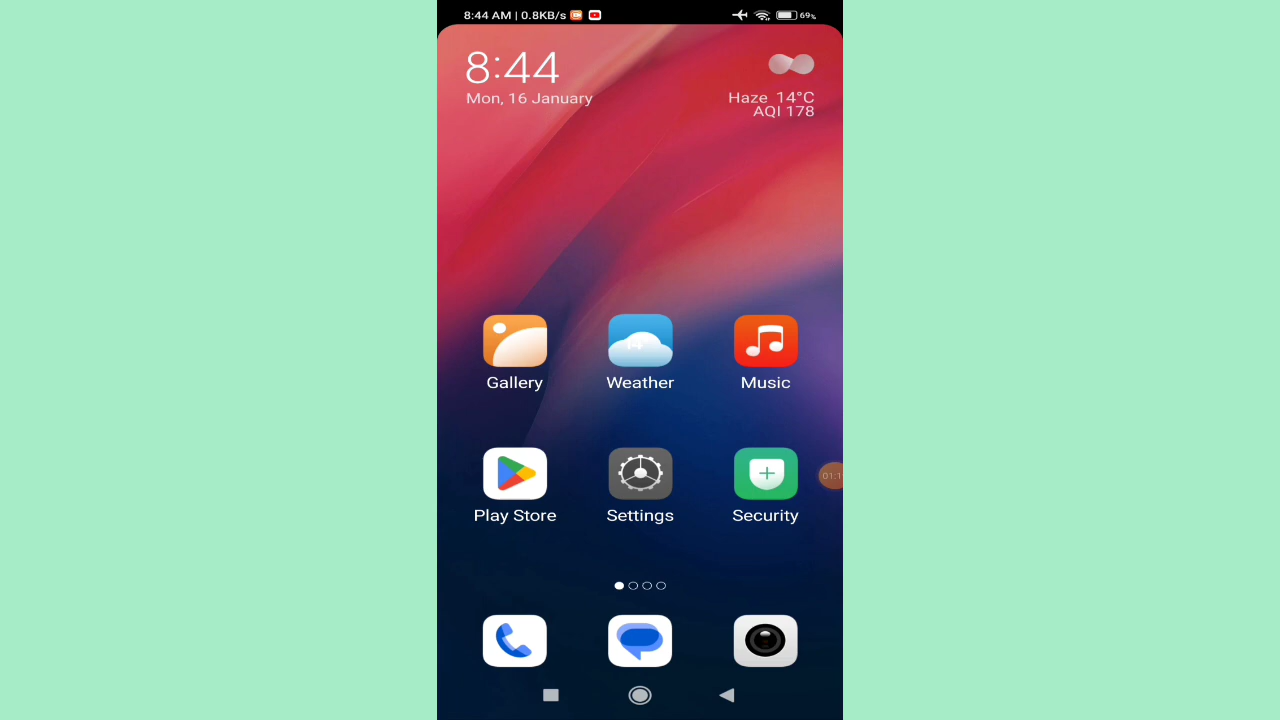 8:44 AM | 0.8KB/s 69%
8:44
Mon, 16 January
Haze 14°C
AQI 178
Gallery Weather Music
Play Store Settings Security